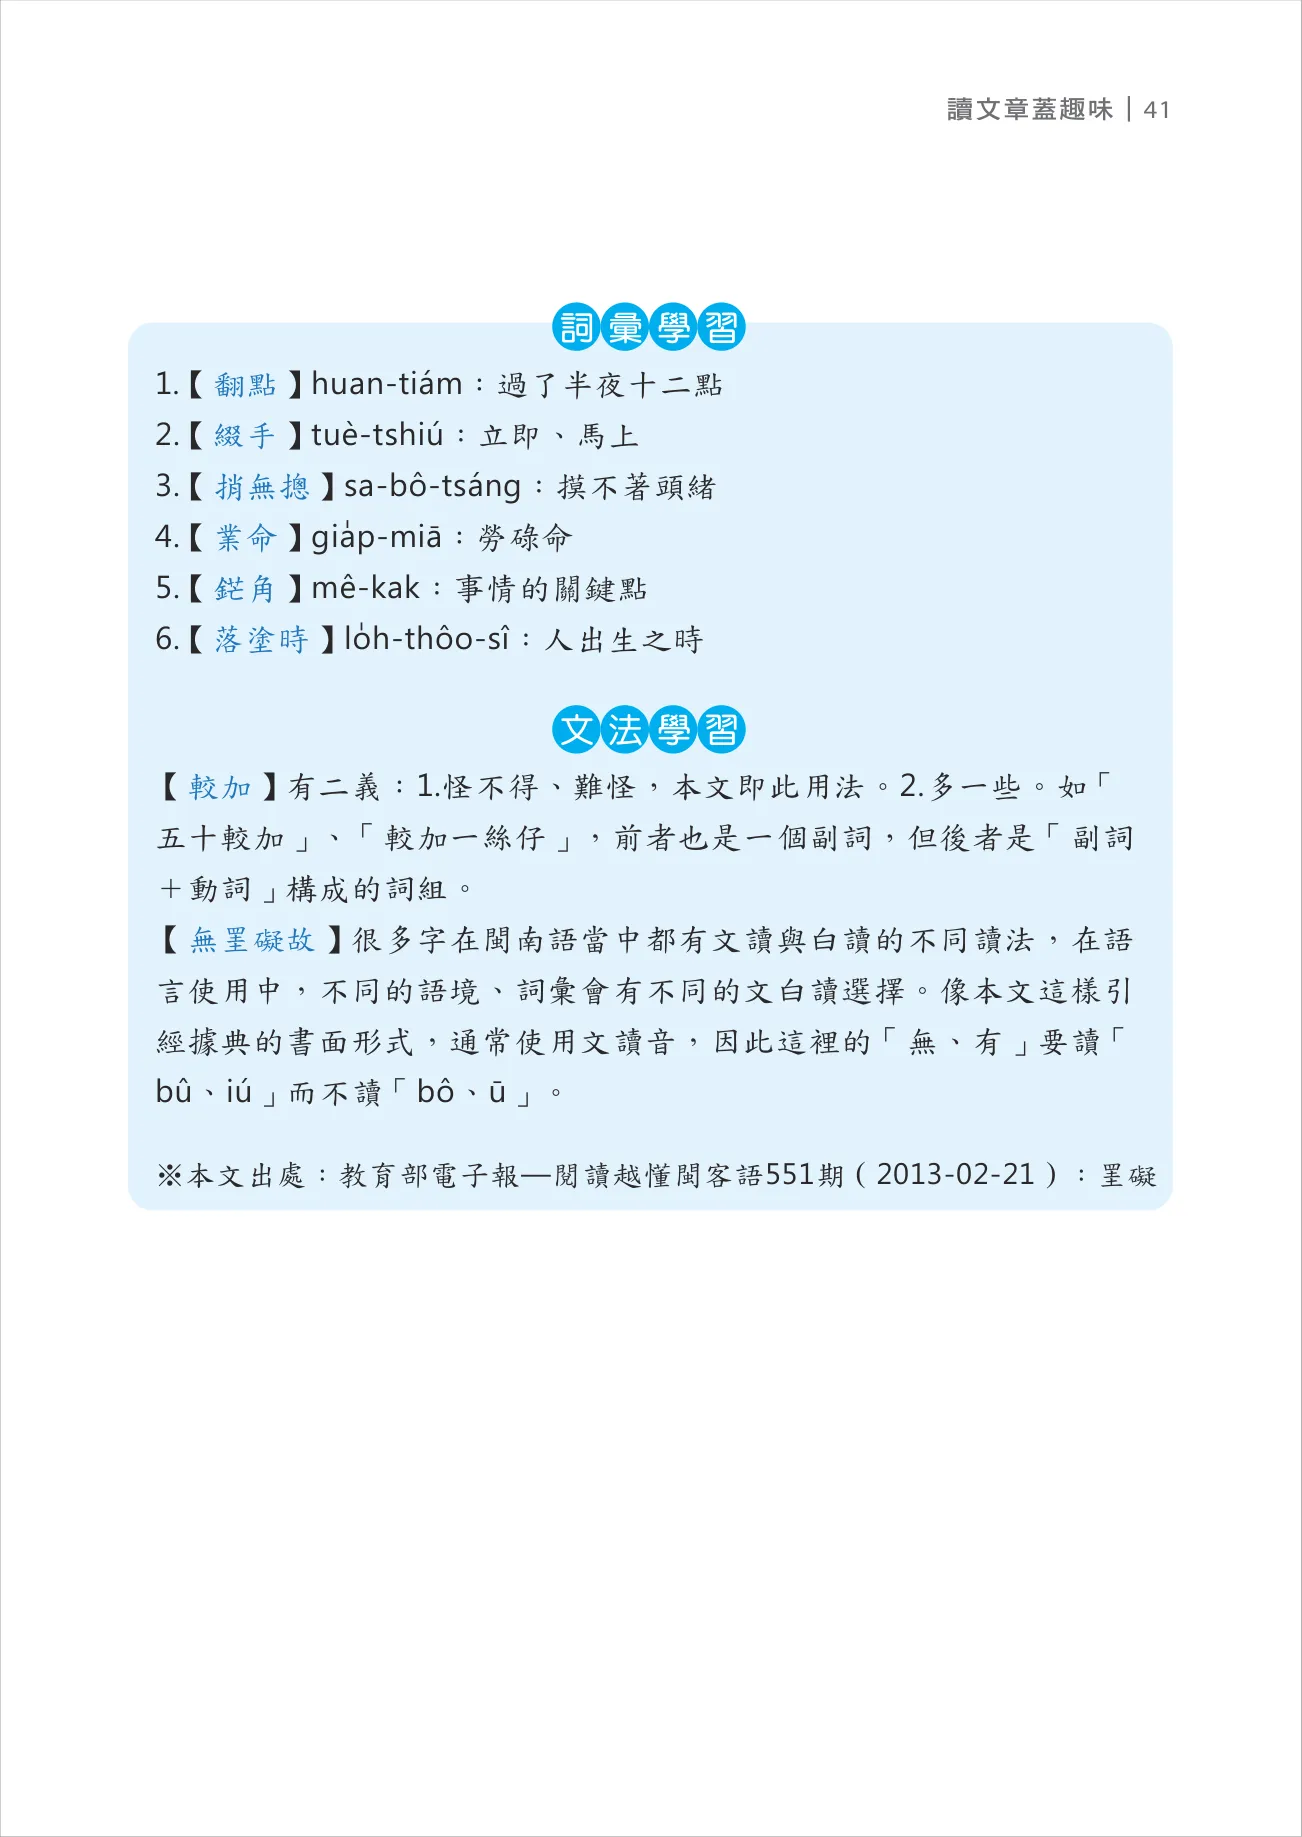 讀文章蓋趣味｜41
詞彙學習
1.【翻點】huan-tiám：過了半夜十二點
2.【綴手】tuè-tshiú：立即、馬上
3.【捎無摠】sa-bô-tsáng：摸不著頭緒
4.【業命】gia̍p-miā：勞碌命
5.【鋩角】mê-kak：事情的關鍵點
6.【落塗時】lo̍h-thôo-sî：人出生之時
文法學習
【較加】有二義：1.怪不得、難怪，本文即此用法。2.多一些。如「
五十較加」、「較加一絲仔」，前者也是一個副詞，但後者是「副詞
＋動詞」構成的詞組。
【無罣礙故】很多字在閩南語當中都有文讀與白讀的不同讀法，在語
言使用中，不同的語境、詞彙會有不同的文白讀選擇。像本文這樣引
經據典的書面形式，通常使用文讀音，因此這裡的「無、有」要讀「
bû、iú」而不讀「bô、ū」。
※本文出處：教育部電子報—閱讀越懂閩客語551期（2013-02-21）：罣礙